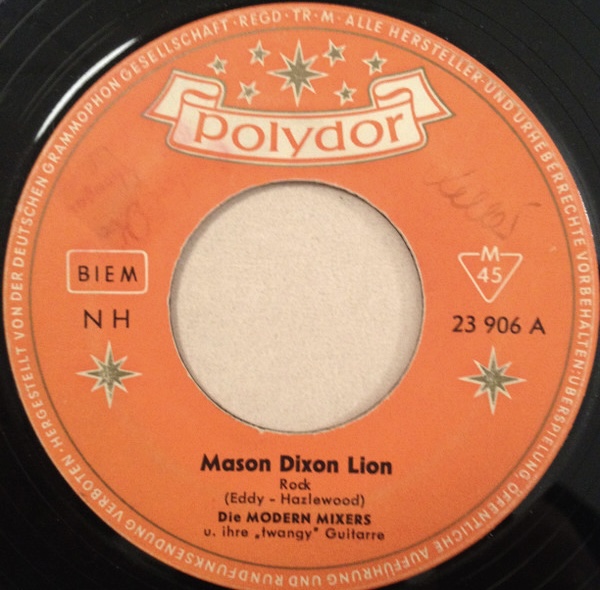 · HERGESTELLT VON DER DEUTSCHEN GRAMMOPHON GESELLSCHAFT · REGD · TR · M · ALLE HERSTELLER- UND URHEBERRECHTE VORBEHALTEN: ÜBERSPIELUNG ÖFFENTLICHE AUFFÜHRUNG UND RUNDFUNKSENDUNG VERBOTEN
polydor
BIEM
NH
M
45
23 906 A
Mason Dixon Lion
Rock
(Eddy - Hazlewood)
Die MODERN MIXERS
u. ihre „twangy" Guitarre